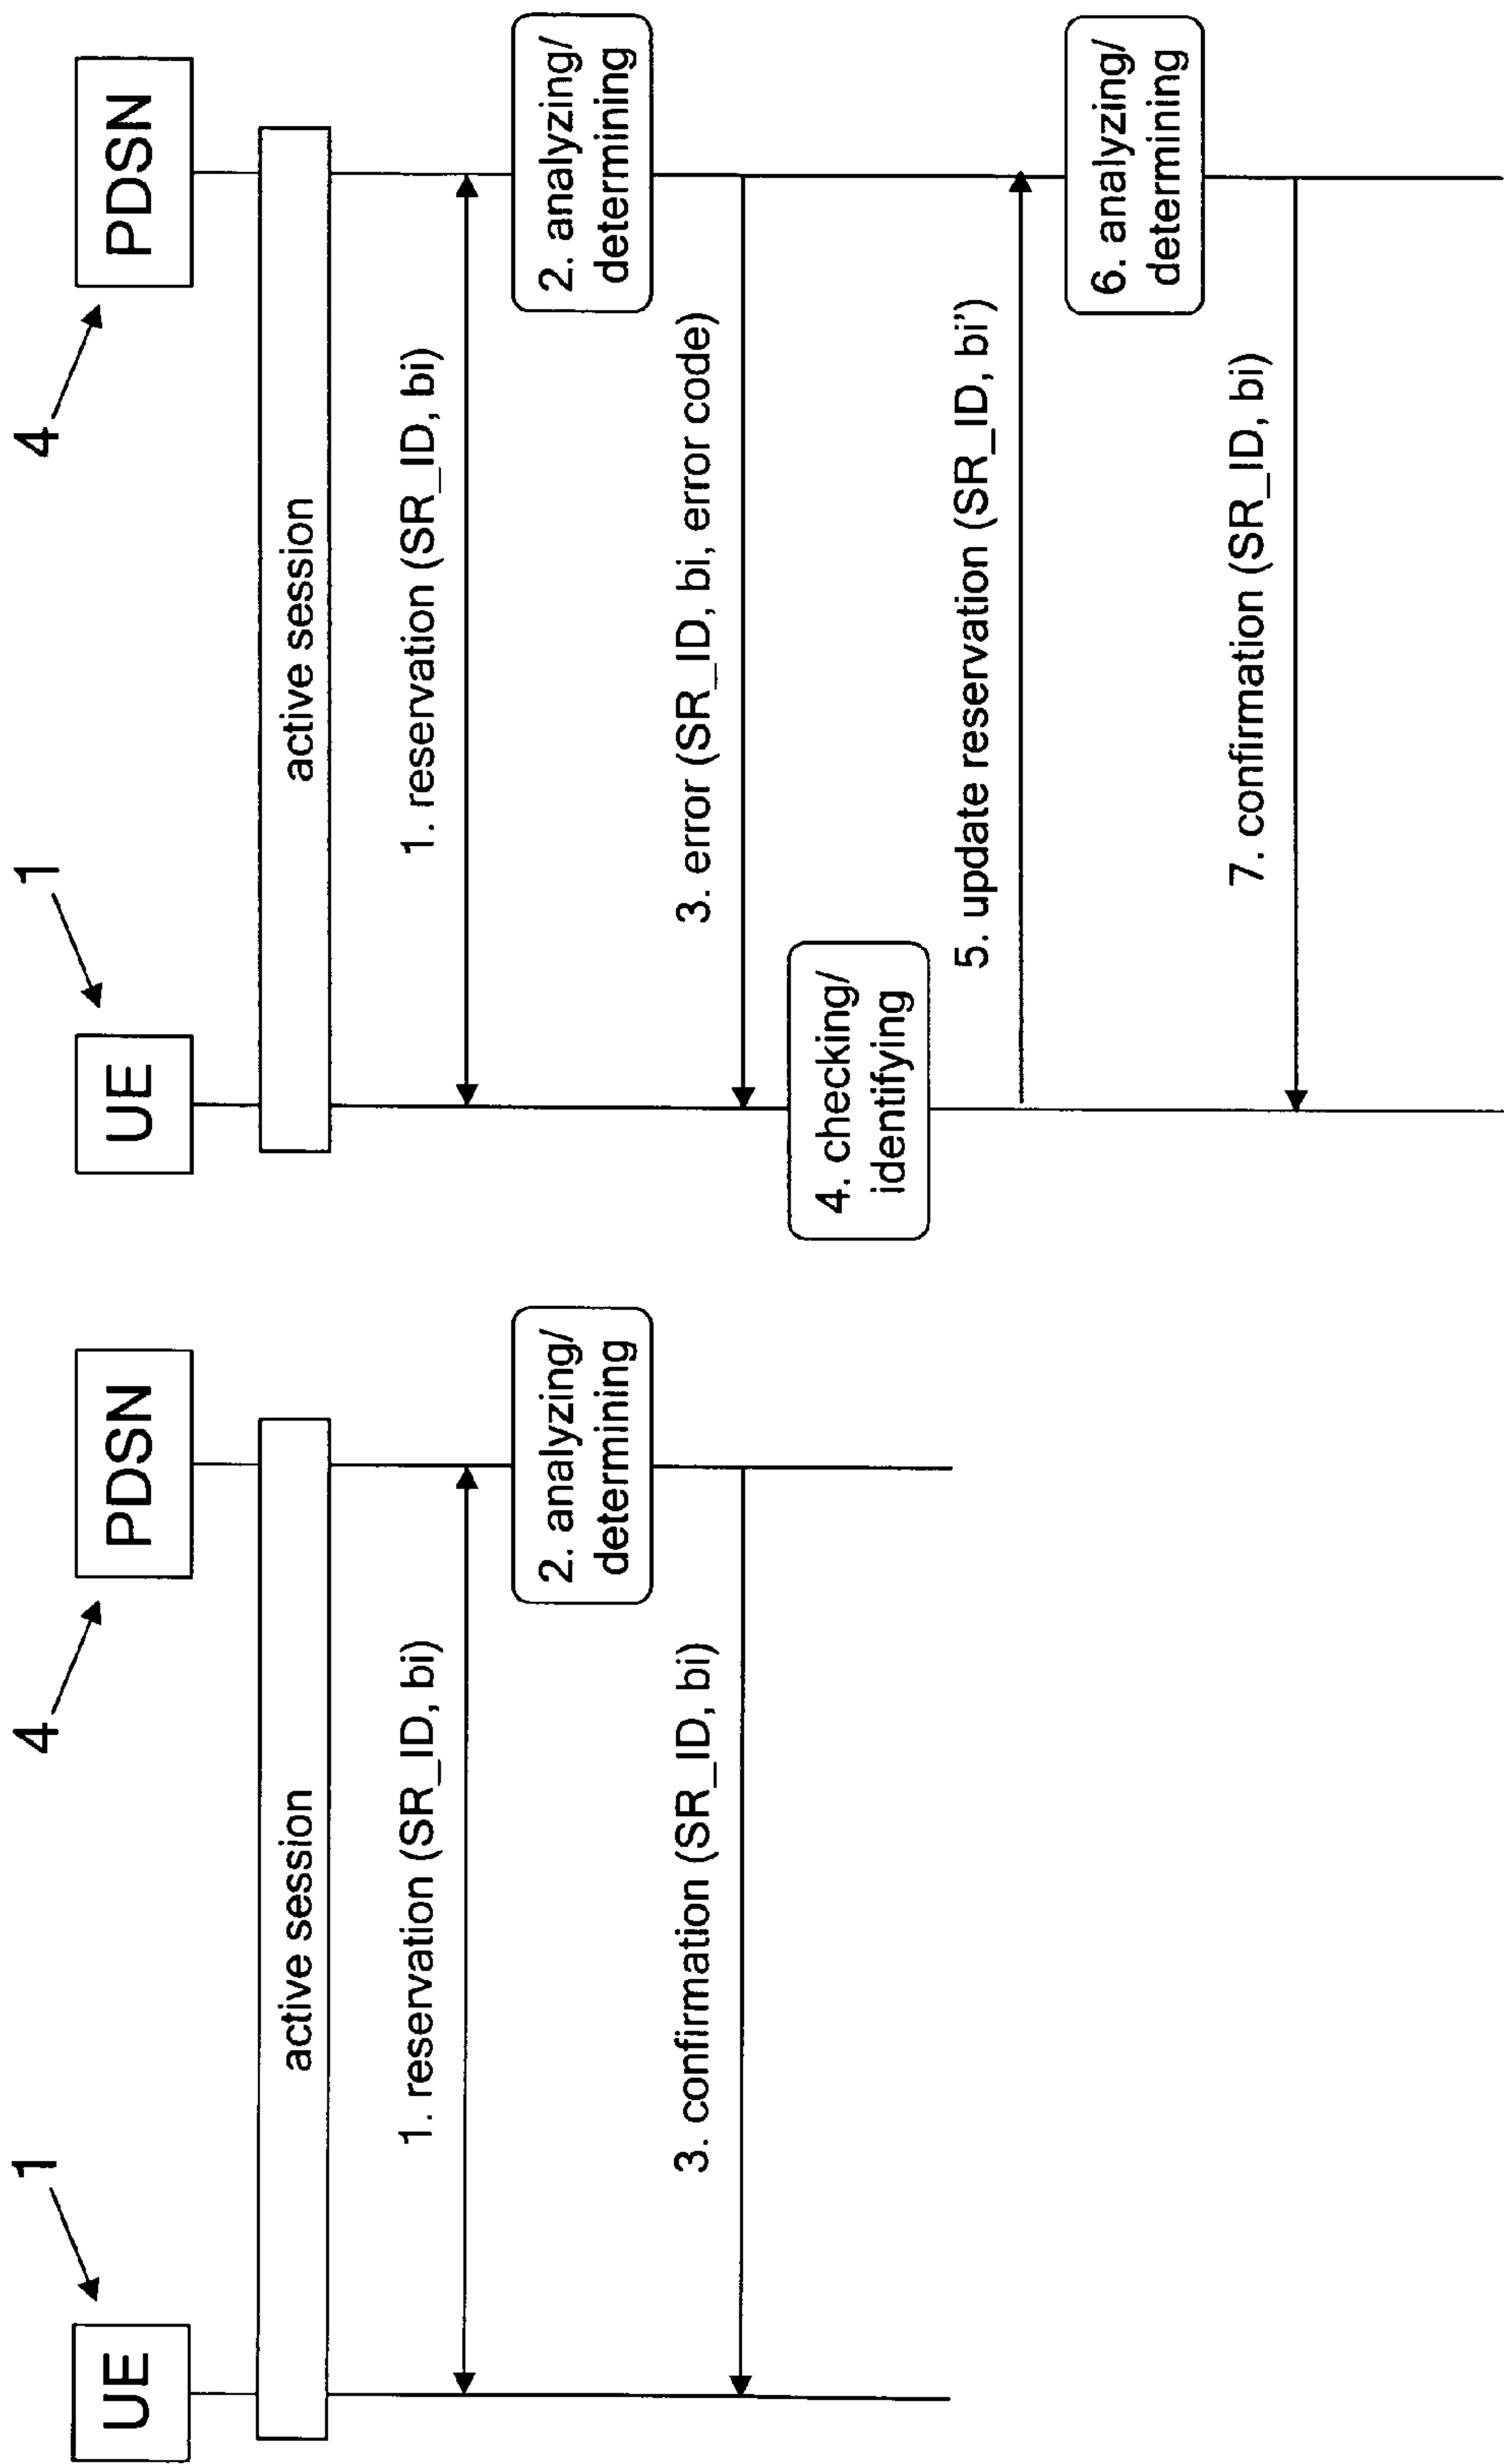 1
4
UE
PDSN
active session
1. reservation (SR_ID, bi)
2. analyzing/
determining
3. confirmation (SR_ID, bi)
1
4
UE
PDSN
active session
1. reservation (SR_ID, bi)
2. analyzing/
determining
3. error (SR_ID, bi, error code)
4. checking/
identifying
5. update reservation (SR_ID, bi’)
6. analyzing/
determining
7. confirmation (SR_ID, bi)